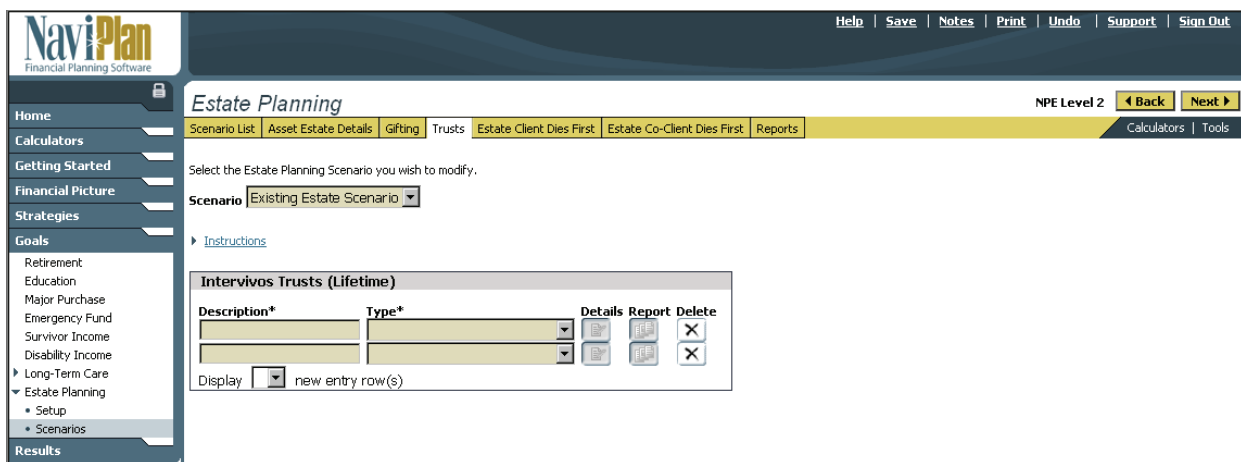 NaviPlan
Financial Planning Software
Help | Save | Notes | Print | Undo | Support | Sign Out
Home
Calculators
Getting Started
Financial Picture
Strategies
Goals
Retirement
Education
Major Purchase
Emergency Fund
Survivor Income
Disability Income
Long-Term Care
Estate Planning
• Setup
• Scenarios
Results
Estate Planning
NPE Level 2 Back Next
Scenario List Asset Estate Details Gifting Trusts Estate Client Dies First Estate Co-Client Dies First Reports
Calculators | Tools
Select the Estate Planning Scenario you wish to modify.
Scenario Existing Estate Scenario
Instructions
Intervivos Trusts (Lifetime)
Description* Type* Details Report Delete
Display new entry row(s)